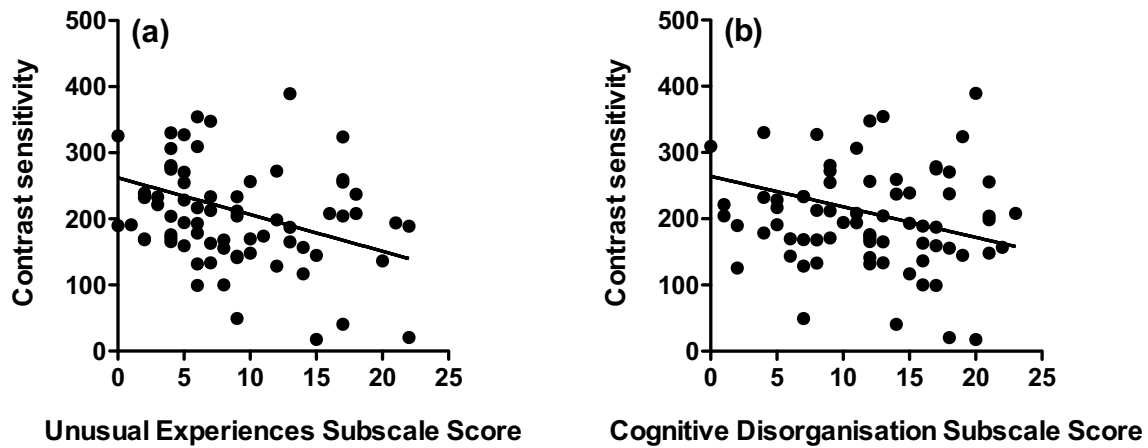 (a)
Contrast sensitivity
500
400
300
200
100
0
0 5 10 15 20 25
Unusual Experiences Subscale Score
(b)
Contrast sensitivity
500
400
300
200
100
0
0 5 10 15 20 25
Cognitive Disorganisation Subscale Score